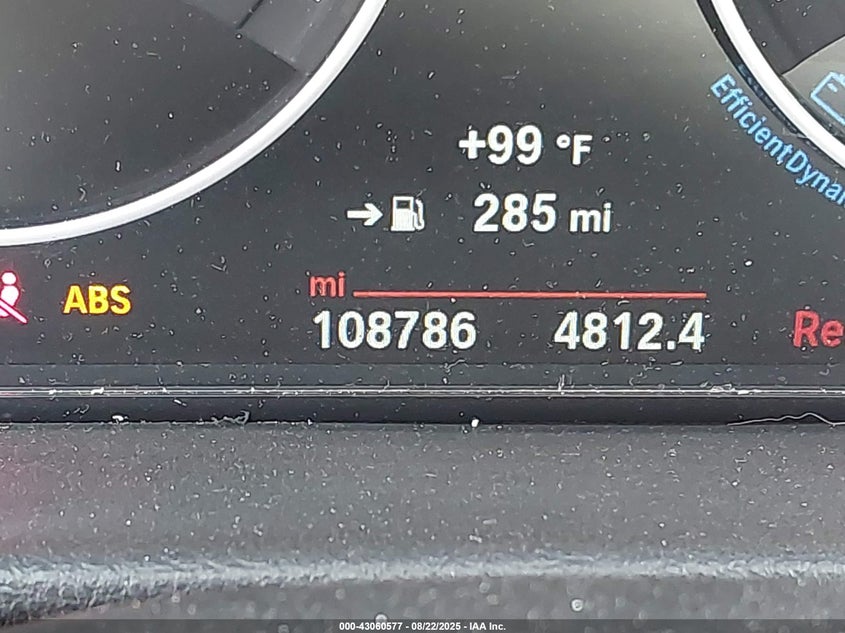 +99 °F
EfficientDyna
→ 285 mi
mi
ABS
108786 4812.4
Re
000-43060577 - 08/22/2025 - IAA Inc.